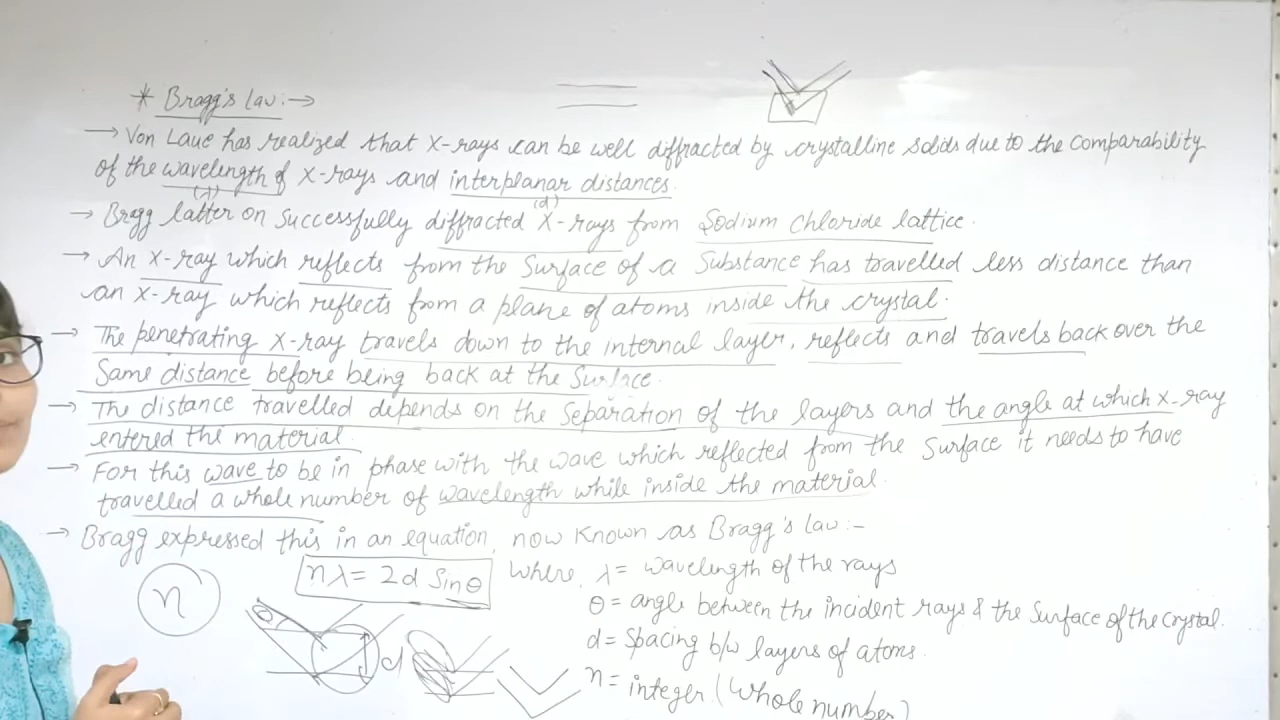 * Bragg's Law:→
→ Von Laue has realized that X-rays can be well diffracted by crystalline solids due to the comparability
of the wavelength of X-rays and interplanar distances.
(λ) (d)
→ Bragg latter on successfully diffracted X-rays from Sodium Chloride lattice.
→ An X-ray which reflects from the Surface of a Substance has travelled less distance than
an X-ray which reflects from a plane of atoms inside the crystal.
→ The penetrating X-ray travels down to the internal layer, reflects and travels back over the
Same distance before being back at the Surface.
→ The distance travelled depends on the Separation of the layers and the angle at which X-ray
entered the material.
→ For this wave to be in phase with the wave which reflected from the Surface it needs to have
travelled a whole number of wavelength while inside the material.
→ Bragg expressed this in an equation, now known as Bragg's Law:-
nλ = 2d Sinθ where, λ = wavelength of the rays
θ = angle between the incident rays & the Surface of the Crystal.
d = Spacing b/w layers of atoms.
n = integer (Whole number)
n
θ
d